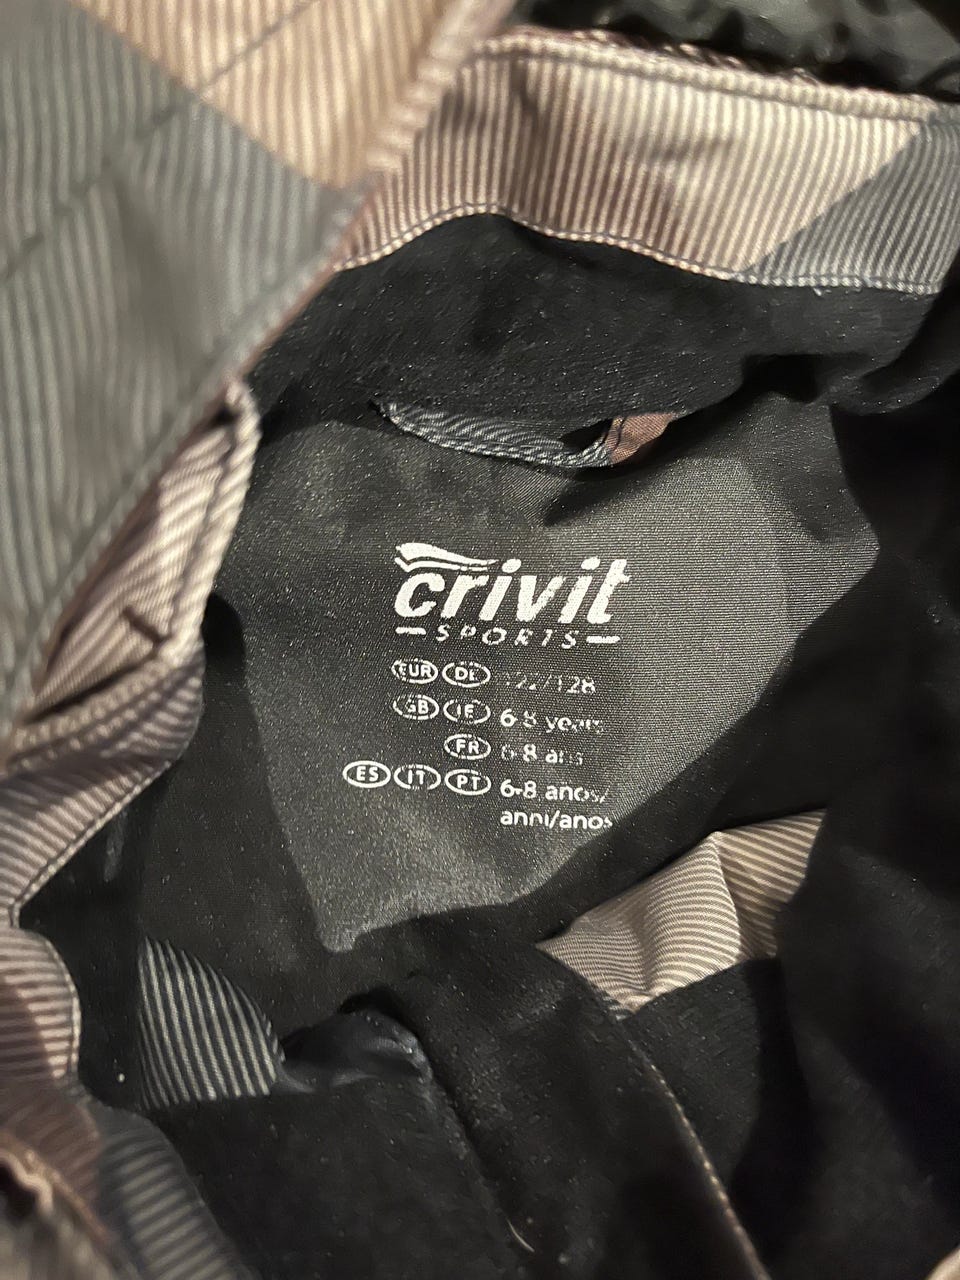 crivit
SPORTS
EUR DE 122/128
GB IE 6-8 years
FR 6-8 ans
ES IT PT 6-8 anos/
anni/anos